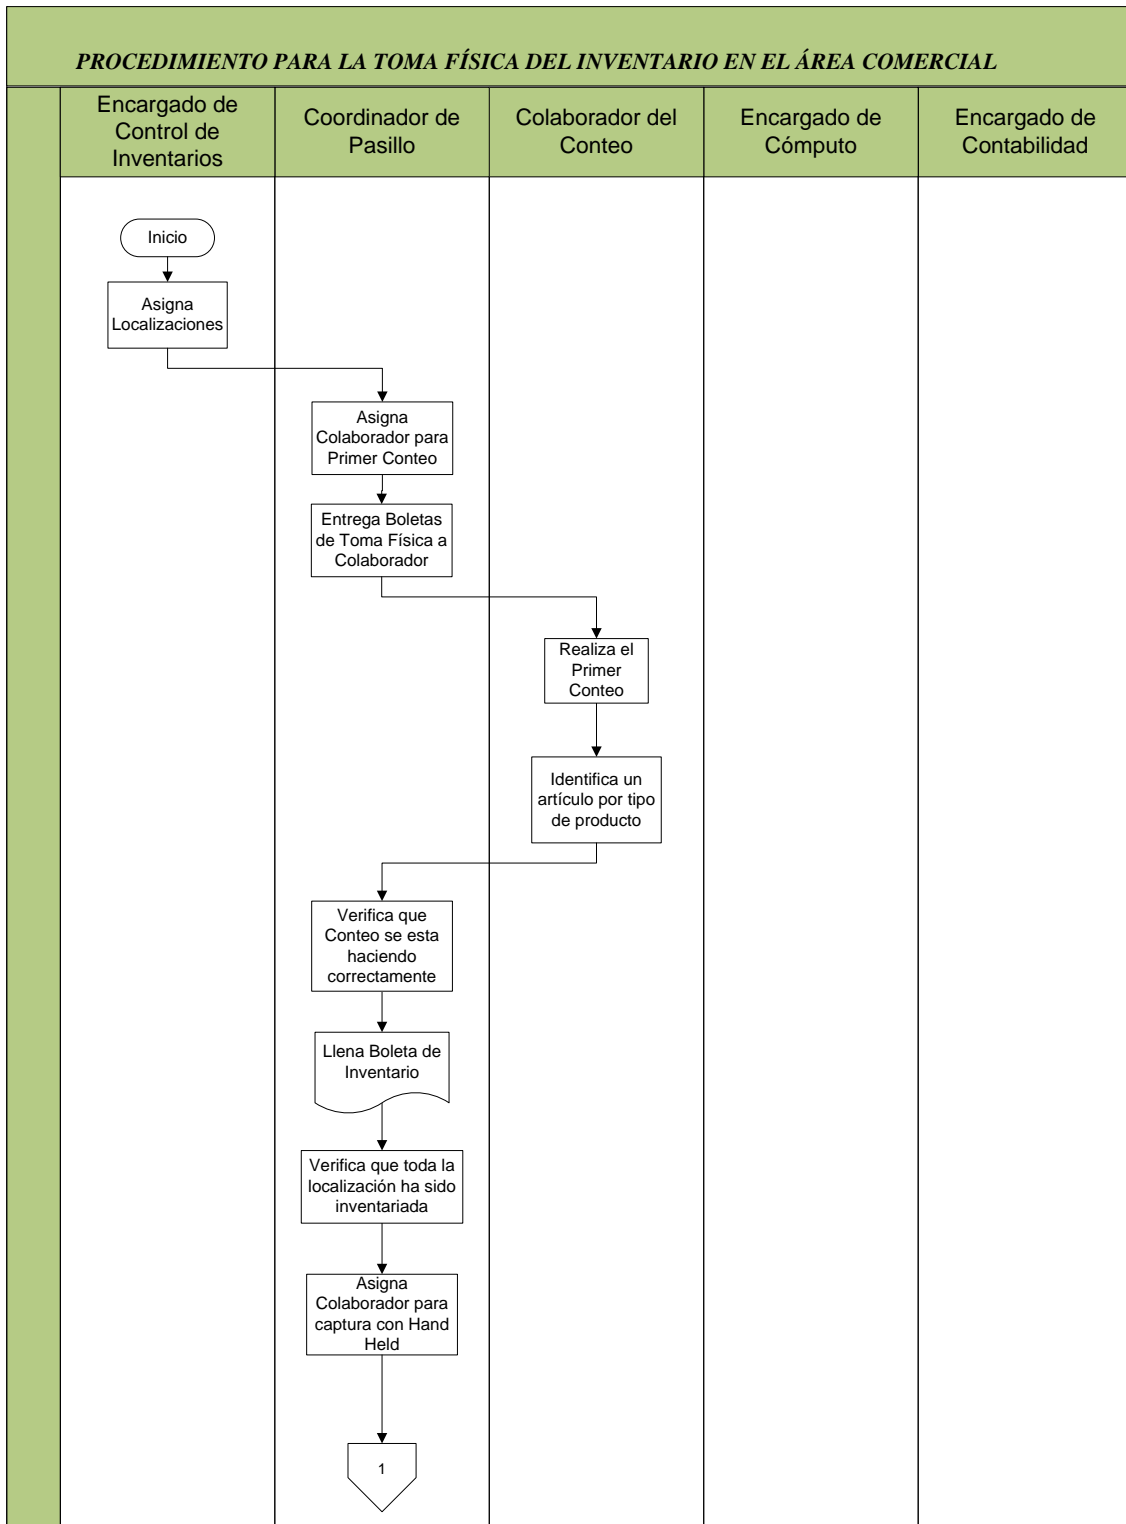 PROCEDIMIENTO PARA LA TOMA FÍSICA DEL INVENTARIO EN EL ÁREA COMERCIAL
Encargado de
Control de
Inventarios
Coordinador de
Pasillo
Colaborador del
Conteo
Encargado de
Cómputo
Encargado de
Contabilidad
Inicio
Asigna
Localizaciones
Asigna
Colaborador para
Primer Conteo
Entrega Boletas
de Toma Física a
Colaborador
Realiza el
Primer
Conteo
Identifica un
artículo por tipo
de producto
Verifica que
Conteo se esta
haciendo
correctamente
Llena Boleta de
Inventario
Verifica que toda la
localización ha sido
inventariada
Asigna
Colaborador para
captura con Hand
Held
1